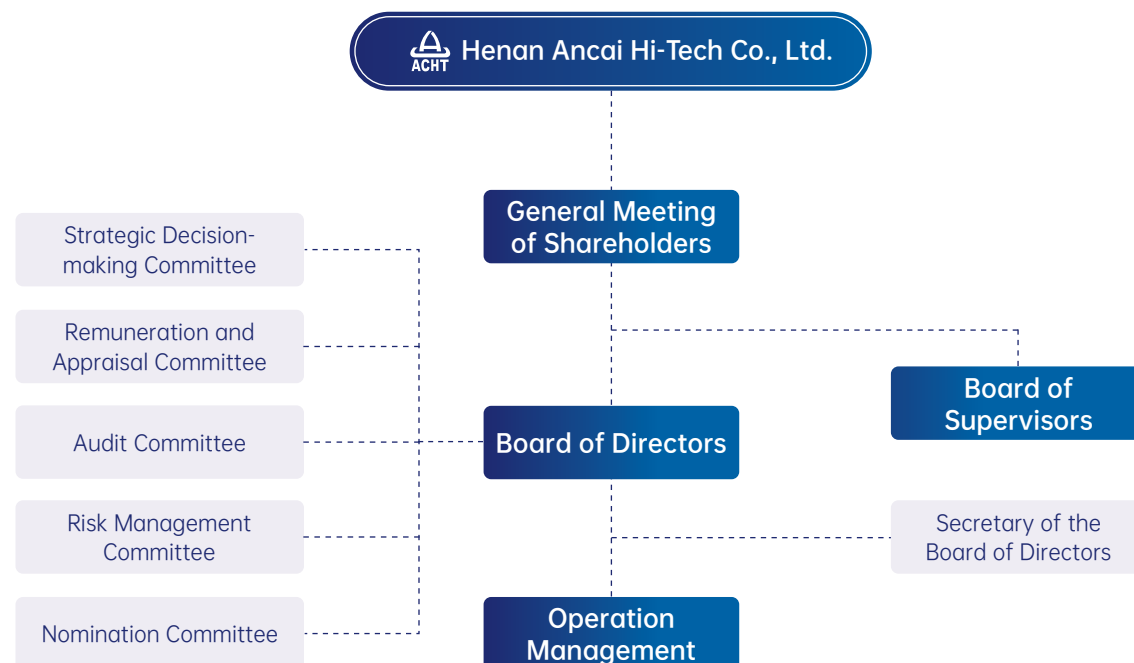 ACHT
Henan Ancai Hi-Tech Co., Ltd.
General Meeting
of Shareholders
Strategic Decision-
making Committee
Remuneration and
Appraisal Committee
Board of
Supervisors
Audit Committee
Board of Directors
Risk Management
Committee
Secretary of the
Board of Directors
Nomination Committee
Operation
Management